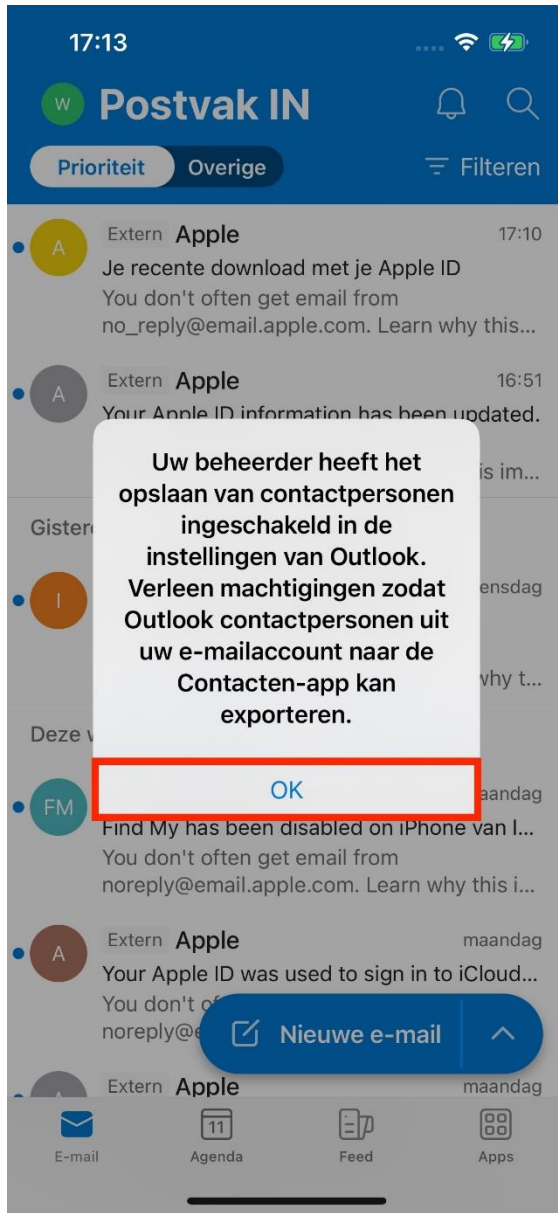 17:13
W Postvak IN
Prioriteit Overige Filteren
A Extern Apple 17:10
Je recente download met je Apple ID
You don't often get email from
no_reply@email.apple.com. Learn why this...
A Extern Apple 16:51
Your Apple ID information has been updated.
is im...
Uw beheerder heeft het
opslaan van contactpersonen
ingeschakeld in de
instellingen van Outlook.
Verleen machtigingen zodat
Outlook contactpersonen uit
uw e-mailaccount naar de
Contacten-app kan
exporteren.
OK
I
why t...
FM
Find My has been disabled on iPhone van I...
You don't often get email from
noreply@email.apple.com. Learn why this i...
A Extern Apple maandag
Your Apple ID was used to sign in to iCloud...
You don't
Nieuwe e-mail
A Extern Apple maandag
11
E-mail Agenda Feed Apps